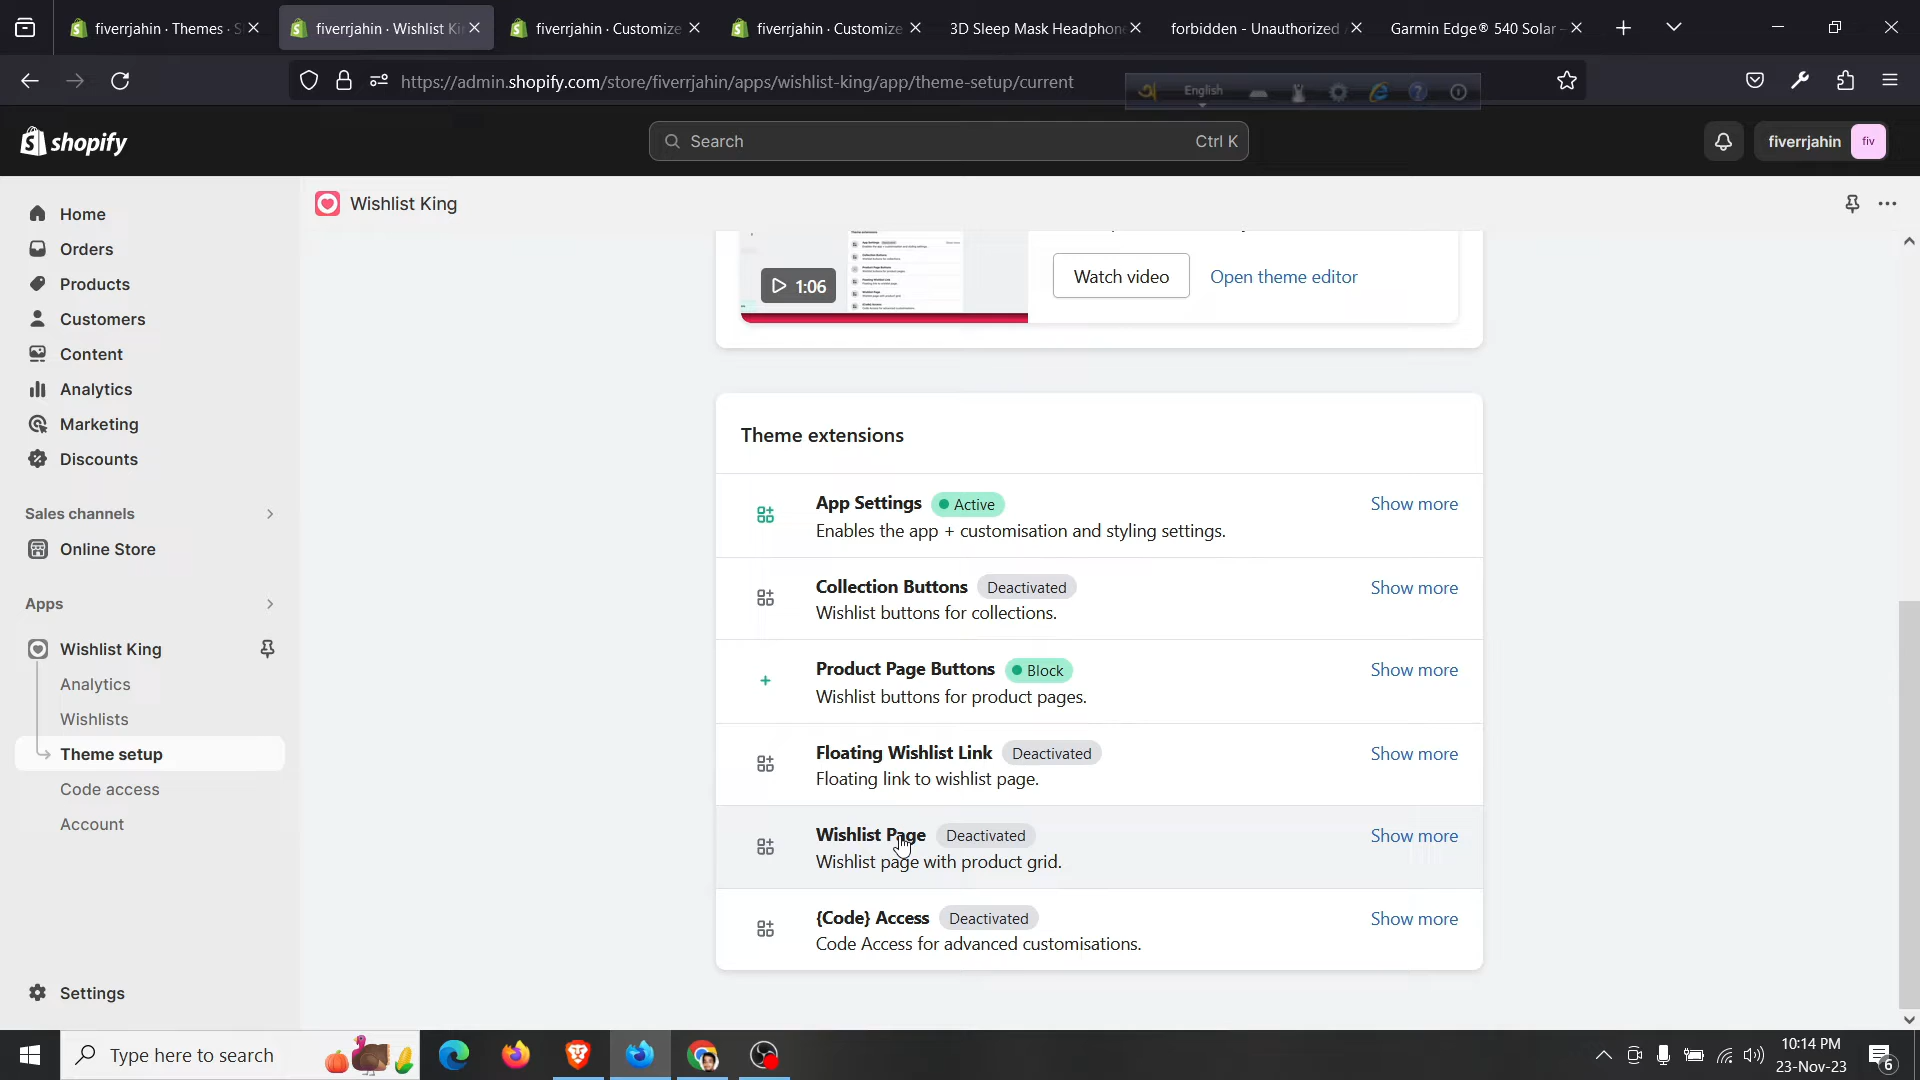 fiverrjahin · Themes · S
fiverrjahin · Wishlist Ki
fiverrjahin · Customize
fiverrjahin · Customize
3D Sleep Mask Headphon
forbidden - Unauthorized
Garmin Edge® 540 Solar -
https://admin.shopify.com/store/fiverrjahin/apps/wishlist-king/app/theme-setup/current
English
shopify
Search
Ctrl K
fiverrjahin
fiv
Home
Orders
Products
Customers
Content
Analytics
Marketing
Discounts
Sales channels
Online Store
Apps
Wishlist King
Analytics
Wishlists
Theme setup
Code access
Account
Settings
Wishlist King
1:06
Watch video
Open theme editor
Theme extensions
App Settings Active Show more
Enables the app + customisation and styling settings.
Collection Buttons Deactivated Show more
Wishlist buttons for collections.
Product Page Buttons Block Show more
Wishlist buttons for product pages.
Floating Wishlist Link Deactivated Show more
Floating link to wishlist page.
Wishlist Page Deactivated Show more
Wishlist page with product grid.
{Code} Access Deactivated Show more
Code Access for advanced customisations.
Type here to search
10:14 PM
23-Nov-23
6